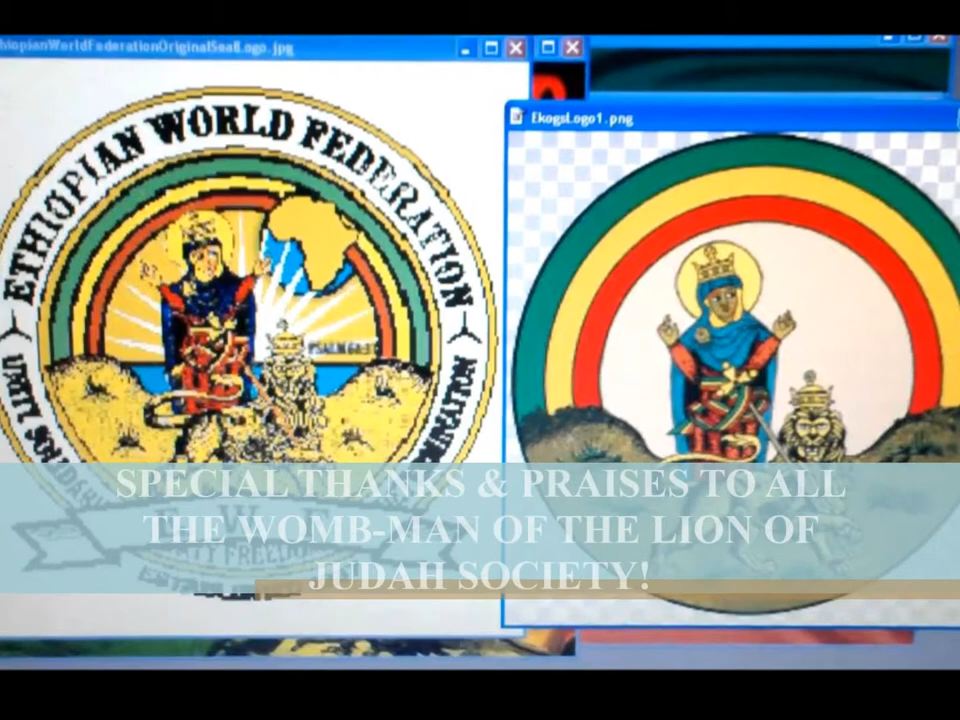 hiopianWorldFederationOriginalSealLogo.jpg
EkogsLogo1.png
ETHIOPIAN WORLD FEDERATION
SPECIAL THANKS & PRAISES TO ALL
THE WOMB-MAN OF THE LION OF
JUDAH SOCIETY!